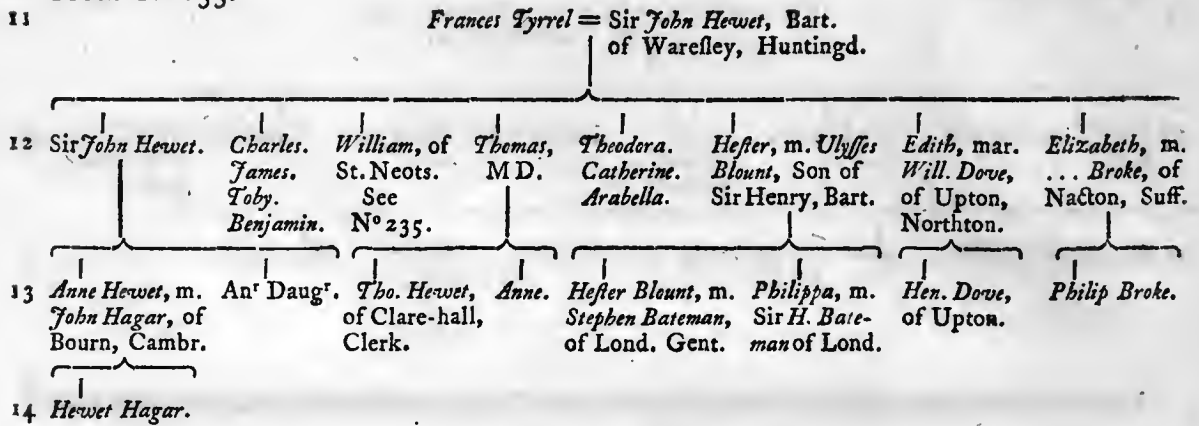 11 Frances Tyrrel = Sir John Hewet, Bart.
of Wareſley, Huntingd.
12 Sir John Hewet. Charles. William, of Thomas, Theodora. Heſter, m. Ulyſſes Edith, mar. Elizabeth, m.
James. St. Neots. M D. Catherine. Blount, Son of Will. Dove, ... Broke, of
Toby. See Arabella. Sir Henry, Bart. of Upton, Nacton, Suff.
Benjamin. No 235. Northton.
13 Anne Hewet, m. Anr Daugr. Tho. Hewet, Anne. Heſter Blount, m. Philippa, m. Hen. Dove, Philip Broke.
John Hagar, of of Clare-hall, Stephen Bateman, Sir H. Bate- of Upton.
Bourn, Cambr. Clerk. of Lond. Gent. man of Lond.
14 Hewet Hagar.